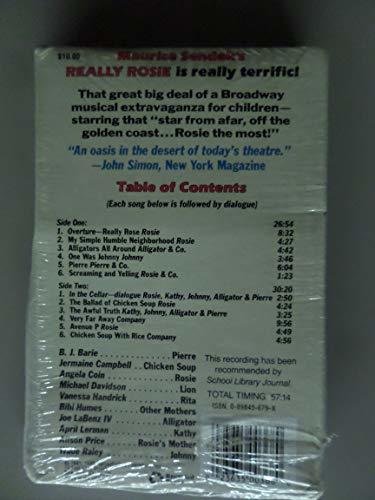 $10.00
Maurice Sendak's
REALLY ROSIE is really terrific!
That great big deal of a Broadway
musical extravaganza for children—
starring that "star from afar, off the
golden coast...Rosie the most!"
"An oasis in the desert of today's theatre."
—John Simon, New York Magazine
Table of Contents
(Each song below is followed by dialogue)
Side One: 26:54
1. Overture—Really Rose Rosie 8:32
2. My Simple Humble Neighborhood Rosie 4:27
3. Alligators All Around Alligator & Co. 4:42
4. One Was Johnny Johnny 3:46
5. Pierre Pierre & Co. 6:04
6. Screaming and Yelling Rosie & Co. 1:23
Side Two: 30:20
1. In the Cellar—dialogue Rosie, Kathy, Johnny, Alligator & Pierre 2:50
2. The Ballad of Chicken Soup Rosie 4:24
3. The Awful Truth Kathy, Johnny, Alligator & Pierre 3:25
4. Very Far Away Company 9:56
5. Avenue P Rosie 4:49
6. Chicken Soup With Rice Company 4:56
B. J. Barie Pierre
Jermaine Campbell Chicken Soup
Angela Coin Rosie
Michael Davidson Lion
Vanessa Handrick Rita
Bibi Humes Other Mothers
Joe LaBenz IV Alligator
April Lerman Kathy
Alison Price Rosie's Mother
Wade Raley Johnny
This recording has been
recommended by
School Library Journal.
TOTAL TIMING 57:14
ISBN 0-89845-679-X